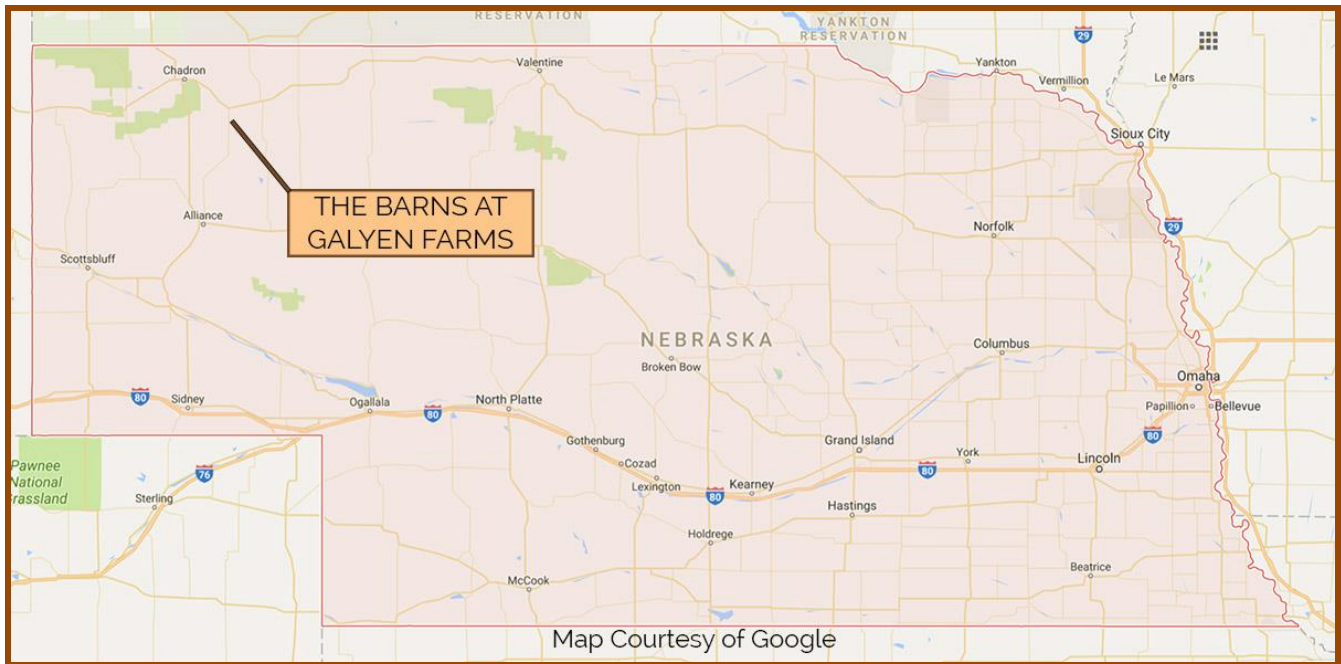 RESERVATION
YANKTON
RESERVATION
29
Chadron
Valentine
Yankton
Vermillion
Le Mars
Sioux City
THE BARNS AT
GALYEN FARMS
Alliance
Norfolk
29
Scottsbluff
NEBRASKA
Broken Bow
Columbus
Omaha
80
Sidney
Ogallala
80
North Platte
Papillion
Bellevue
80
Gothenburg
Grand Island
York
Lincoln
Cozad
Pawnee
National
Grassland
76
Sterling
Lexington
80
Kearney
80
Hastings
Holdrege
McCook
Beatrice
Map Courtesy of Google